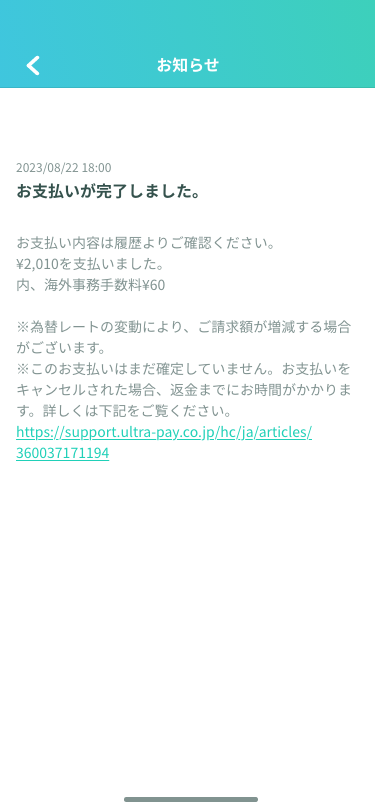 お知らせ
2023/08/22 18:00
お支払いが完了しました。
お支払い内容は履歴よりご確認ください。
¥2,010を支払いました。
内、海外事務手数料¥60
※為替レートの変動により、ご請求額が増減する場合
がございます。
※このお支払いはまだ確定していません。お支払いを
キャンセルされた場合、返金までにお時間がかかりま
す。詳しくは下記をご覧ください。
https://support.ultra-pay.co.jp/hc/ja/articles/
360037171194